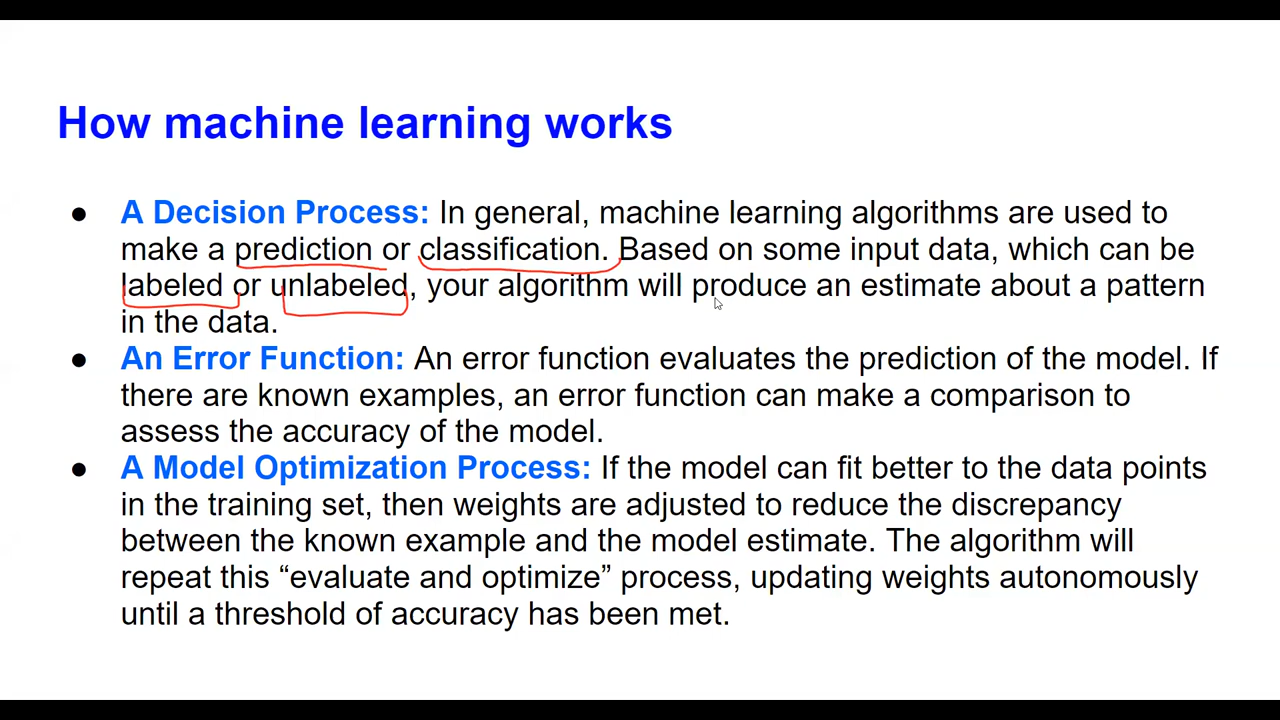 How machine learning works
● A Decision Process: In general, machine learning algorithms are used to
make a prediction or classification. Based on some input data, which can be
labeled or unlabeled, your algorithm will produce an estimate about a pattern
in the data.
● An Error Function: An error function evaluates the prediction of the model. If
there are known examples, an error function can make a comparison to
assess the accuracy of the model.
● A Model Optimization Process: If the model can fit better to the data points
in the training set, then weights are adjusted to reduce the discrepancy
between the known example and the model estimate. The algorithm will
repeat this “evaluate and optimize” process, updating weights autonomously
until a threshold of accuracy has been met.